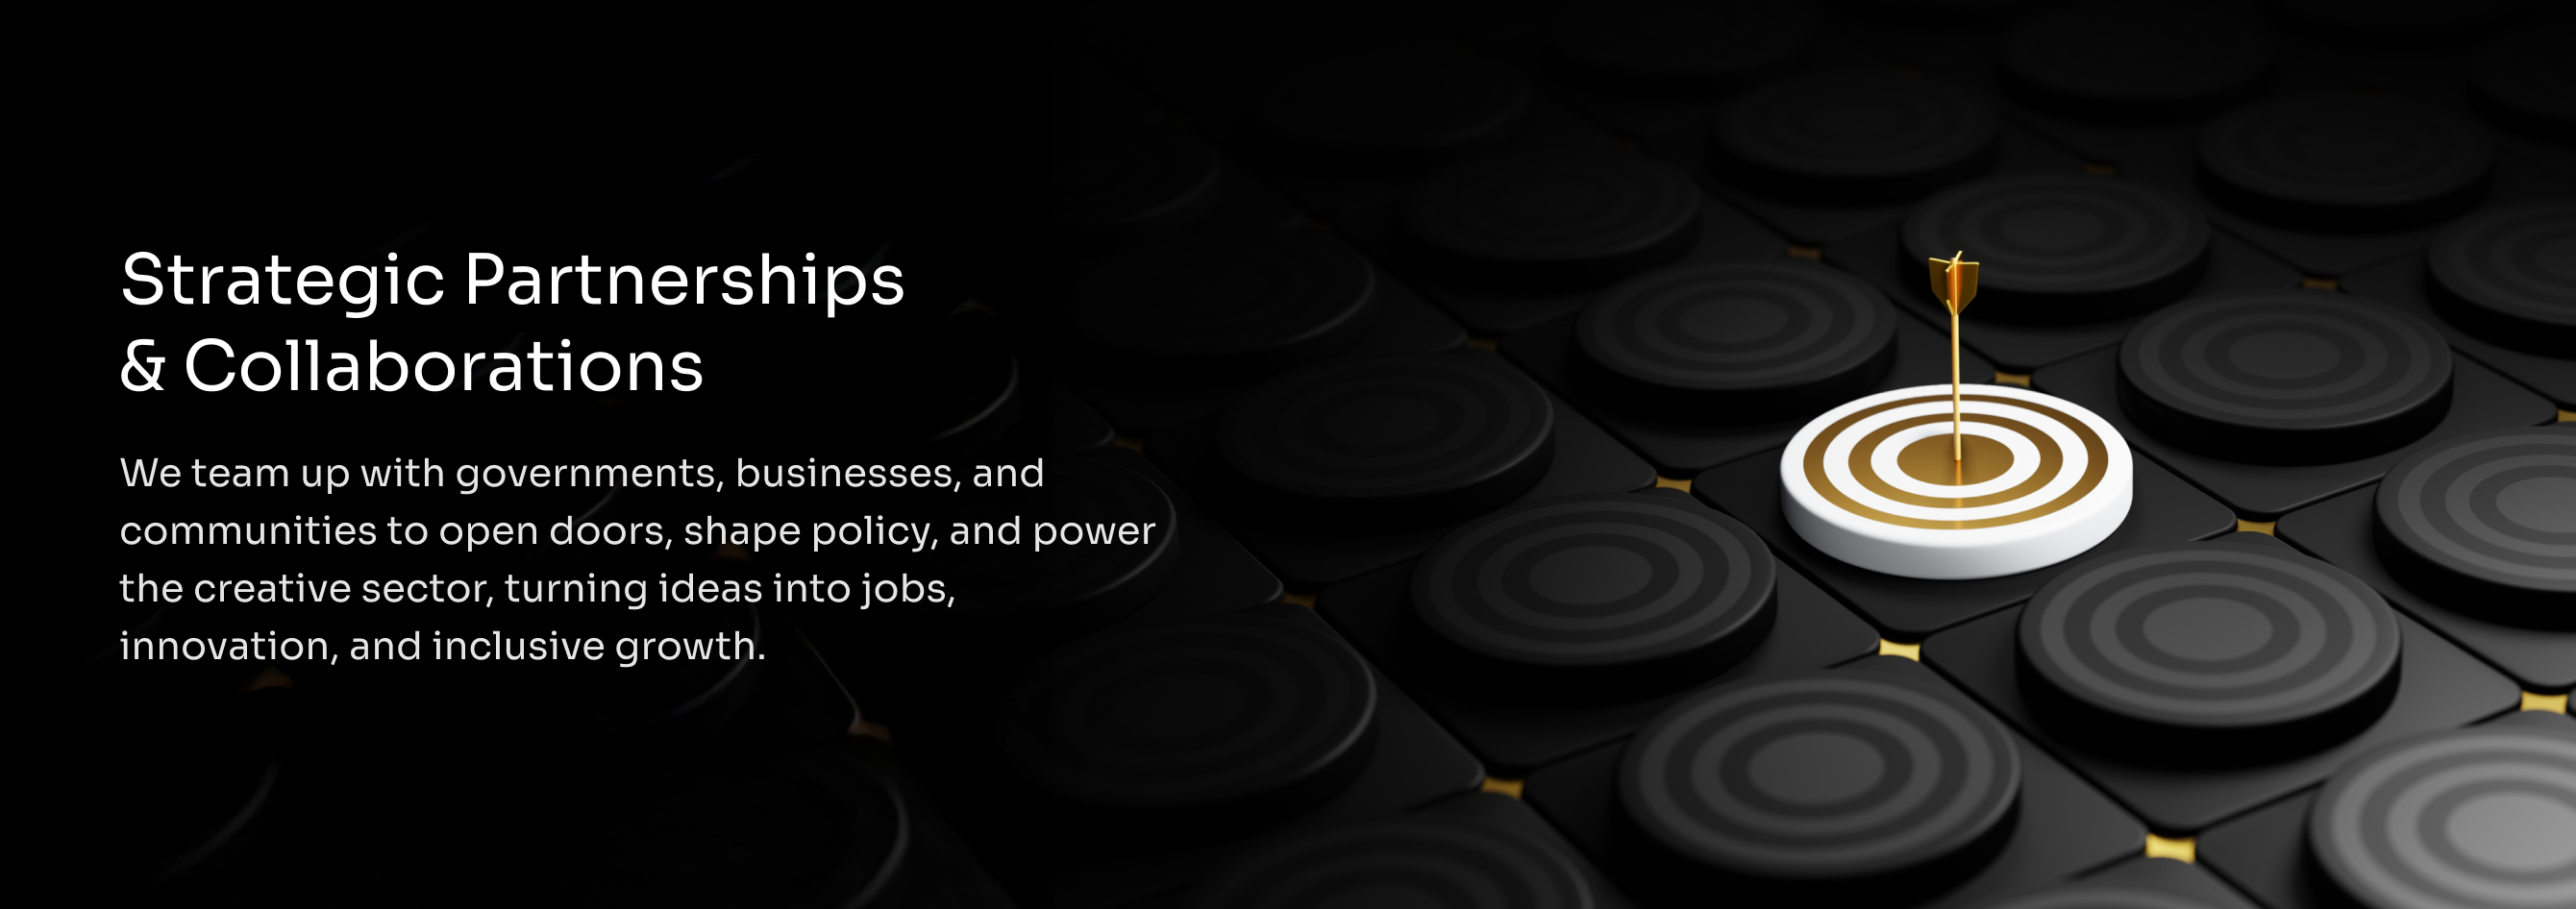 Strategic Partnerships
& Collaborations
We team up with governments, businesses, and
communities to open doors, shape policy, and power
the creative sector, turning ideas into jobs,
innovation, and inclusive growth.